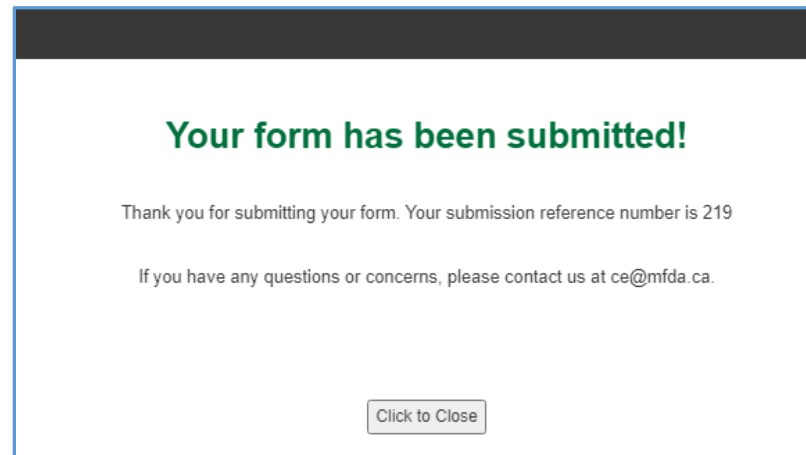 Your form has been submitted!
Thank you for submitting your form. Your submission reference number is 219
If you have any questions or concerns, please contact us at ce@mfda.ca.
Click to Close